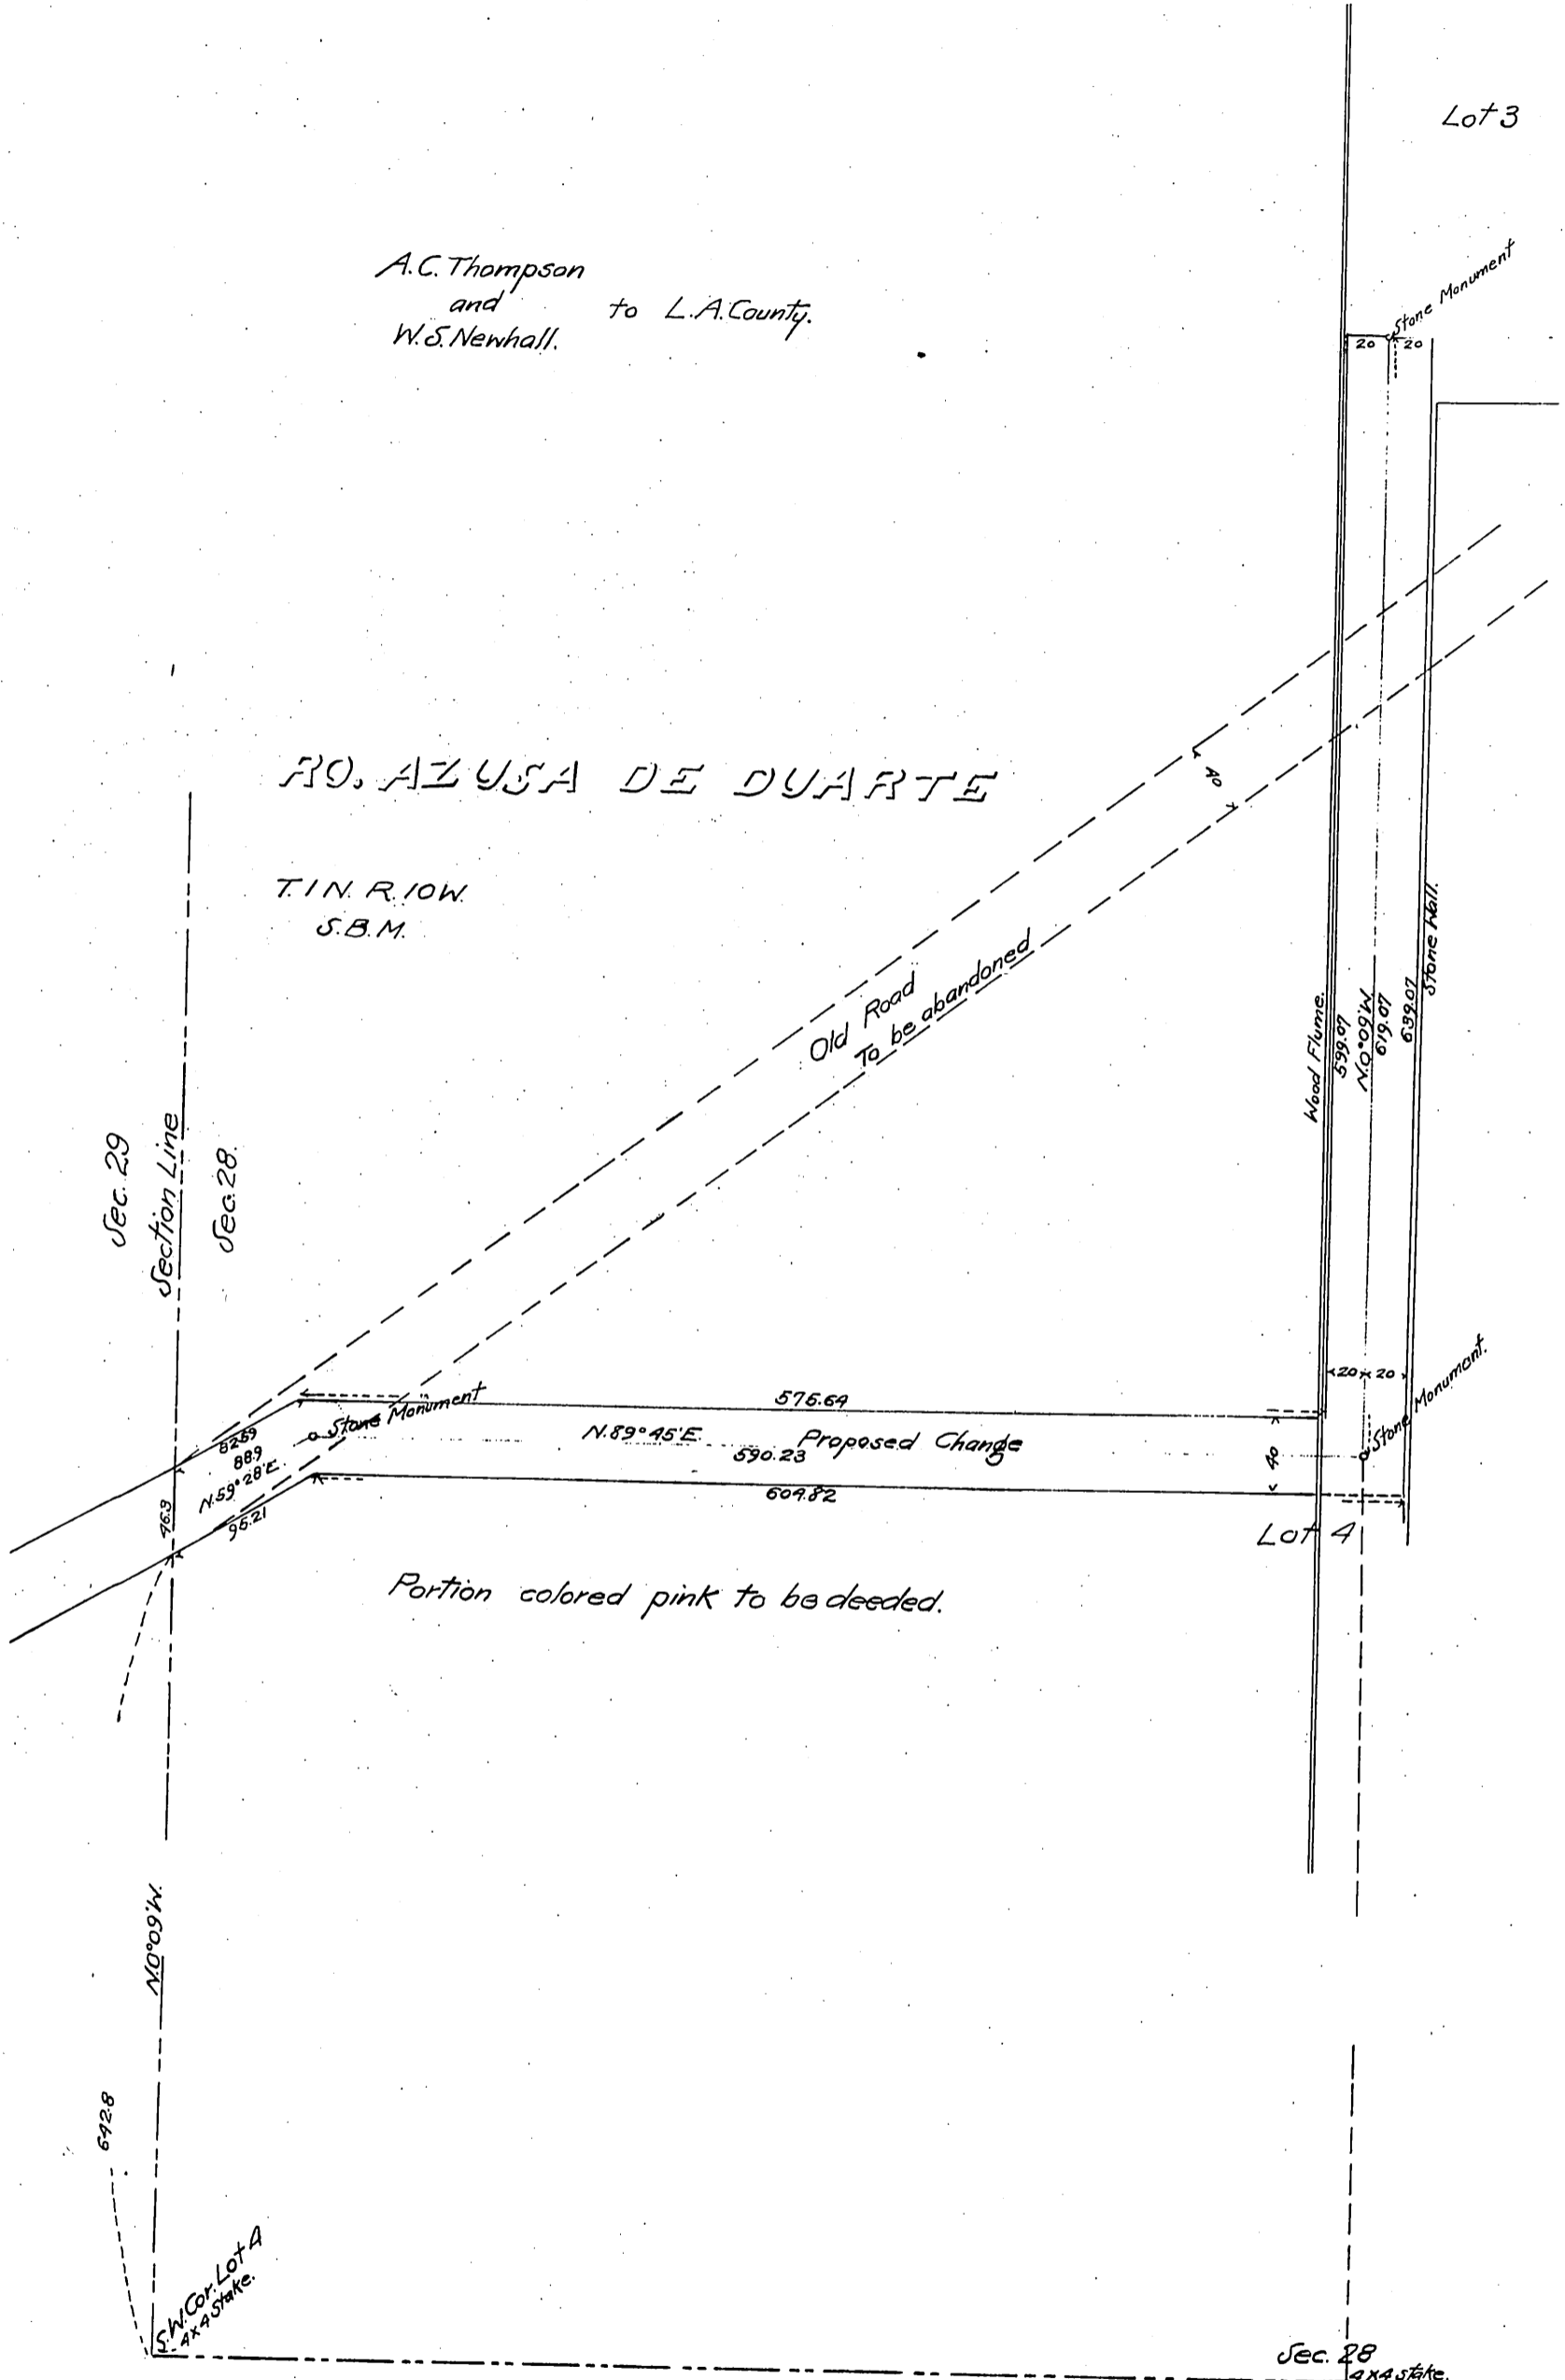 Lot 3
A.C. Thompson
and
W.S. Newhall.
to L.A. County.
Stone Monument
20 20
RO. AZUSA DE DUARTE
T.1N. R.10W.
S.B.M.
40
Old Road
To be abandoned
Wood Flume.
599.07
N.0°09'W.
619.07
639.07
Stone Wall.
Sec. 29
Section Line
Sec. 28.
20 20
Stone Monument.
Stone Monument
576.64
N.89°45'E.
590.23
Proposed Change
604.82
40
82.59
88.9
N.59°28'E.
95.21
46.3
Lot 4
Portion colored pink to be deeded.
N.0°09'W.
642.8
S.W. Cor. Lot 4
4x4 Stake.
Sec. 28
4x4 stake.